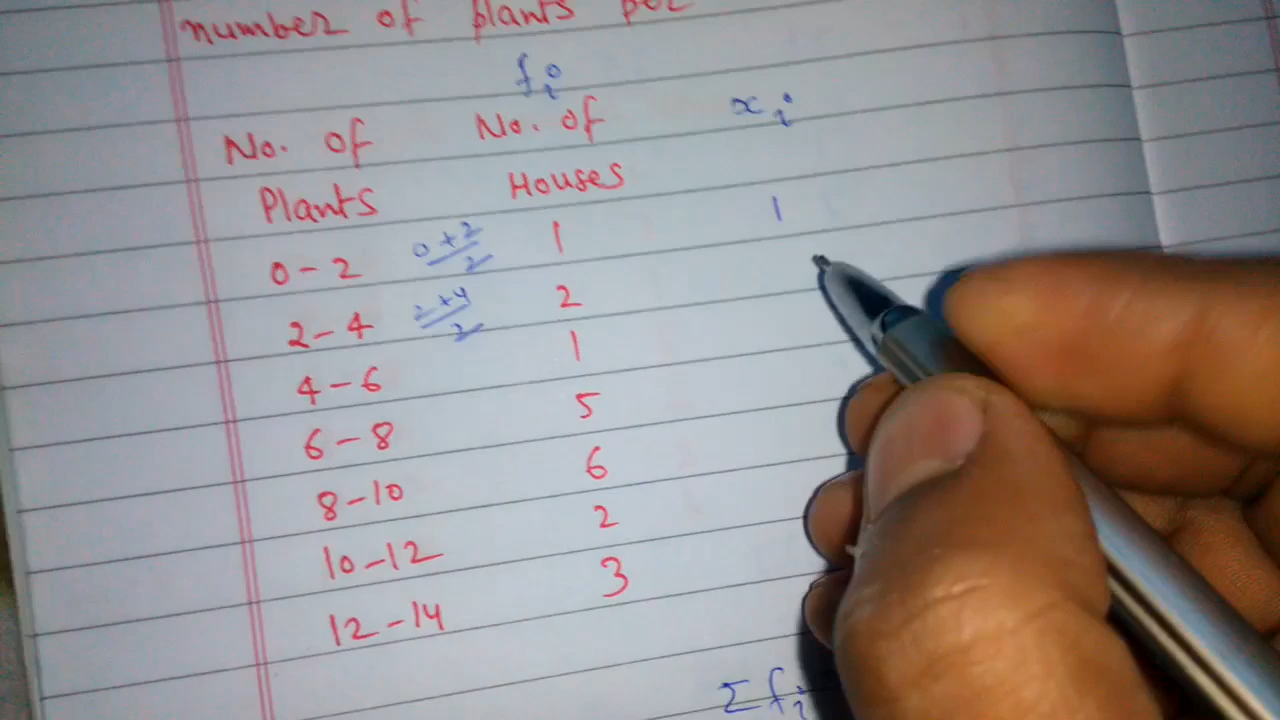 number of plants per
fi
No. of No. of xi
Plants Houses
0-2 0+2/2 1 1
2-4 2+4/2 2
4-6 1
6-8 5
8-10 6
10-12 2
12-14 3
Σfi